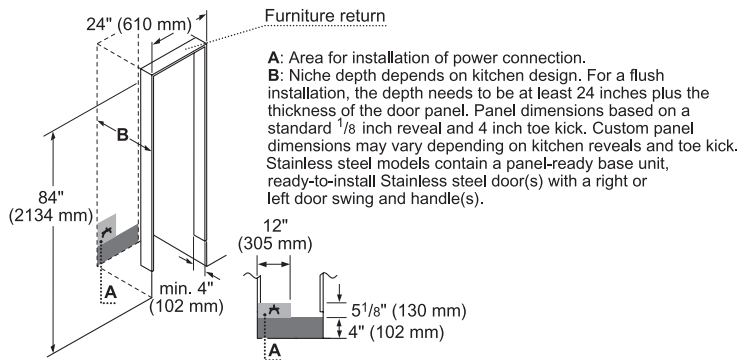 Furniture return
24" (610 mm)
A: Area for installation of power connection.
B: Niche depth depends on kitchen design. For a flush
installation, the depth needs to be at least 24 inches plus the
thickness of the door panel. Panel dimensions based on a
standard 1/8 inch reveal and 4 inch toe kick. Custom panel
dimensions may vary depending on kitchen reveals and toe kick.
Stainless steel models contain a panel-ready base unit,
ready-to-install Stainless steel door(s) with a right or
left door swing and handle(s).
B
84"
(2134 mm)
A
min. 4"
(102 mm)
12"
(305 mm)
5 1/8" (130 mm)
4" (102 mm)
A